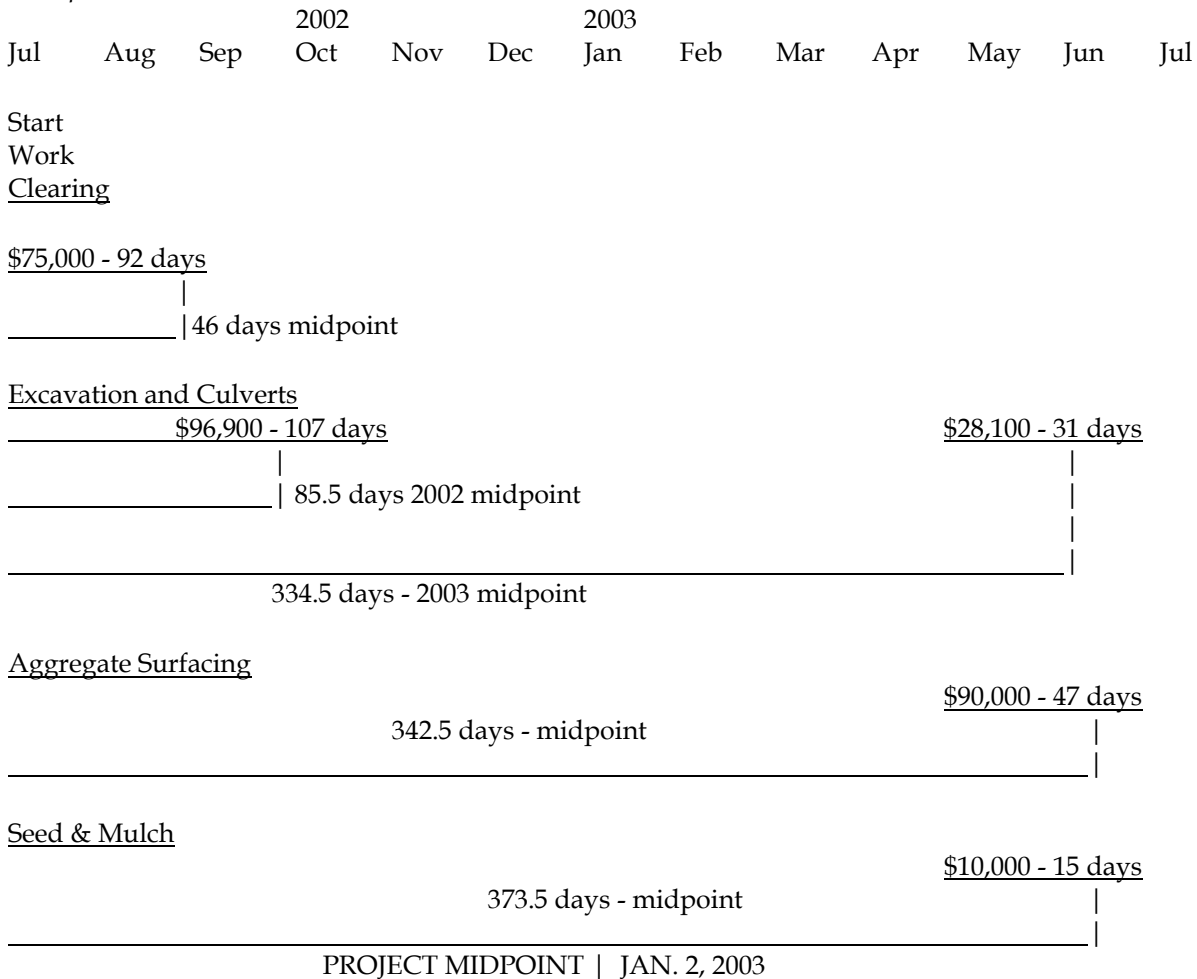 2002 2003
Jul Aug Sep Oct Nov Dec Jan Feb Mar Apr May Jun Jul
Start
Work
Clearing
$75,000 - 92 days
46 days midpoint
Excavation and Culverts
$96,900 - 107 days $28,100 - 31 days
85.5 days 2002 midpoint
334.5 days - 2003 midpoint
Aggregate Surfacing
$90,000 - 47 days
342.5 days - midpoint
Seed & Mulch
$10,000 - 15 days
373.5 days - midpoint
PROJECT MIDPOINT | JAN. 2, 2003